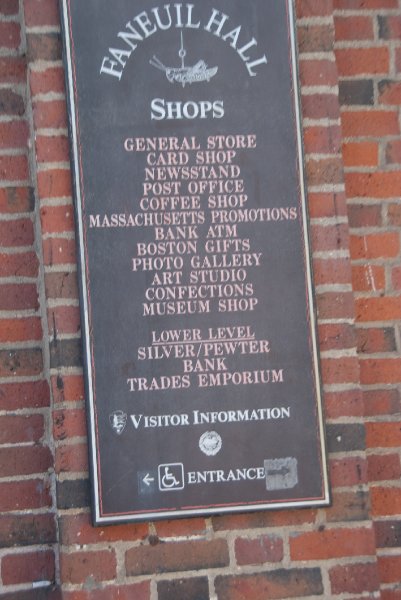 FANEUIL HALL
SHOPS
GENERAL STORE
CARD SHOP
NEWSSTAND
POST OFFICE
COFFEE SHOP
MASSACHUSETTS PROMOTIONS
BANK ATM
BOSTON GIFTS
PHOTO GALLERY
ART STUDIO
CONFECTIONS
MUSEUM SHOP
LOWER LEVEL
SILVER/PEWTER
BANK
TRADES EMPORIUM
VISITOR INFORMATION
ENTRANCE